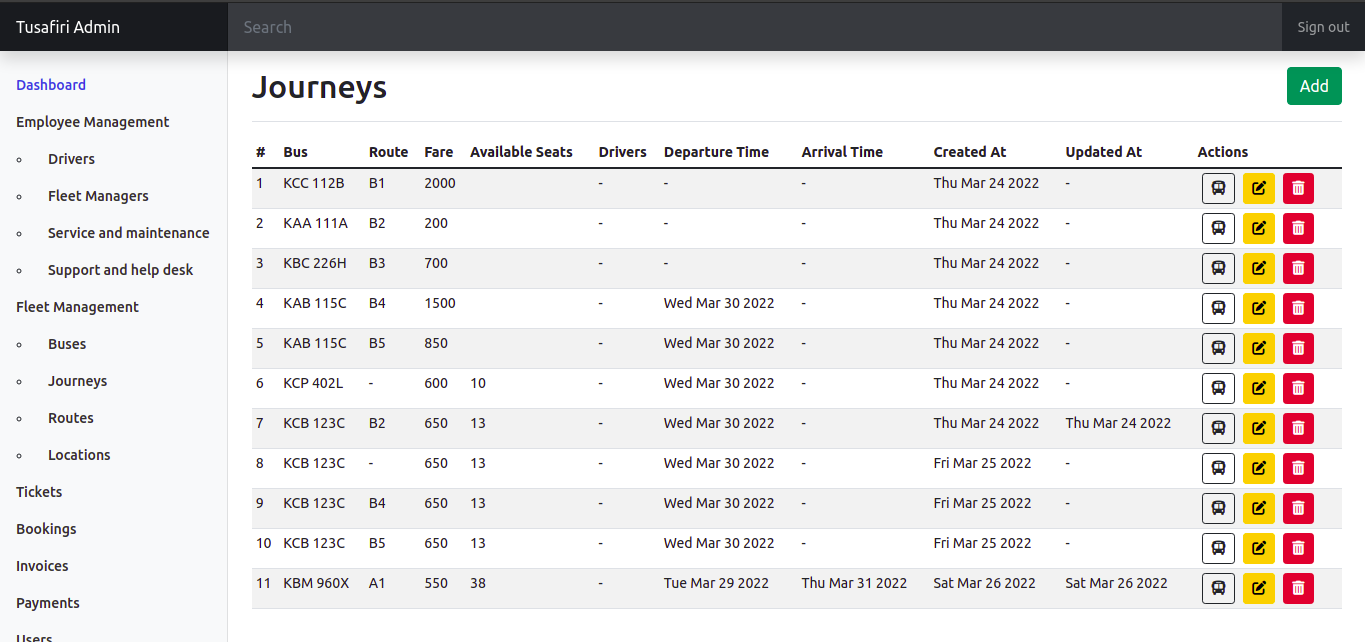 Tusafiri Admin Search Sign out
Dashboard
Employee Management
Drivers
Fleet Managers
Service and maintenance
Support and help desk
Fleet Management
Buses
Journeys
Routes
Locations
Tickets
Bookings
Invoices
Payments
Users
Journeys Add
# Bus Route Fare Available Seats Drivers Departure Time Arrival Time Created At Updated At Actions
1 KCC 112B B1 2000 - - - Thu Mar 24 2022 -
2 KAA 111A B2 200 - - - Thu Mar 24 2022 -
3 KBC 226H B3 700 - - - Thu Mar 24 2022 -
4 KAB 115C B4 1500 - Wed Mar 30 2022 - Thu Mar 24 2022 -
5 KAB 115C B5 850 - Wed Mar 30 2022 - Thu Mar 24 2022 -
6 KCP 402L - 600 10 - Wed Mar 30 2022 - Thu Mar 24 2022 -
7 KCB 123C B2 650 13 - Wed Mar 30 2022 - Thu Mar 24 2022 Thu Mar 24 2022
8 KCB 123C - 650 13 - Wed Mar 30 2022 - Fri Mar 25 2022 -
9 KCB 123C B4 650 13 - Wed Mar 30 2022 - Fri Mar 25 2022 -
10 KCB 123C B5 650 13 - Wed Mar 30 2022 - Fri Mar 25 2022 -
11 KBM 960X A1 550 38 - Tue Mar 29 2022 Thu Mar 31 2022 Sat Mar 26 2022 Sat Mar 26 2022